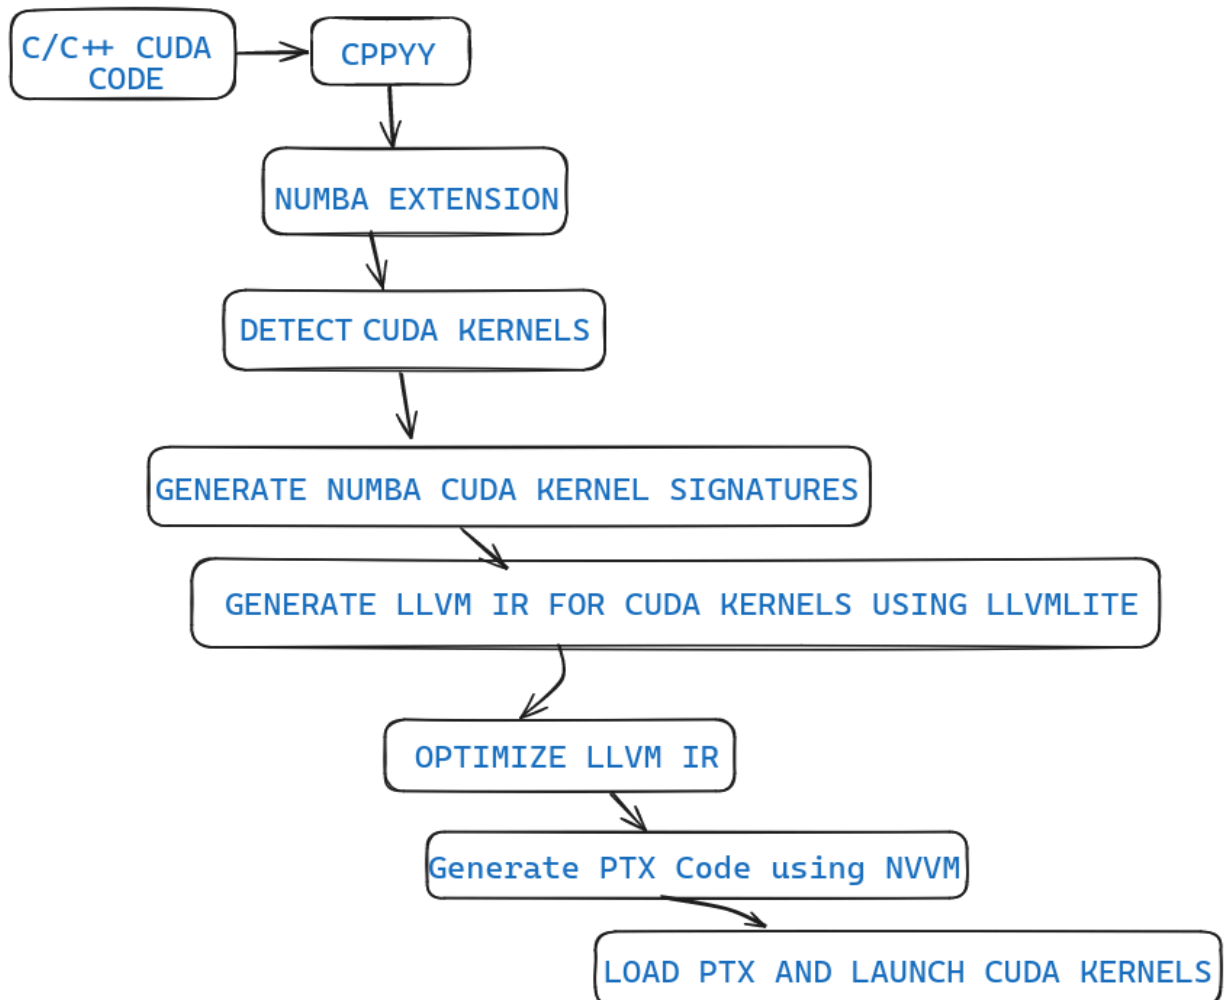 C/C++ CUDA
CODE
CPPYY
NUMBA EXTENSION
DETECT CUDA KERNELS
GENERATE NUMBA CUDA KERNEL SIGNATURES
GENERATE LLVM IR FOR CUDA KERNELS USING LLVMLITE
OPTIMIZE LLVM IR
Generate PTX Code using NVVM
LOAD PTX AND LAUNCH CUDA KERNELS